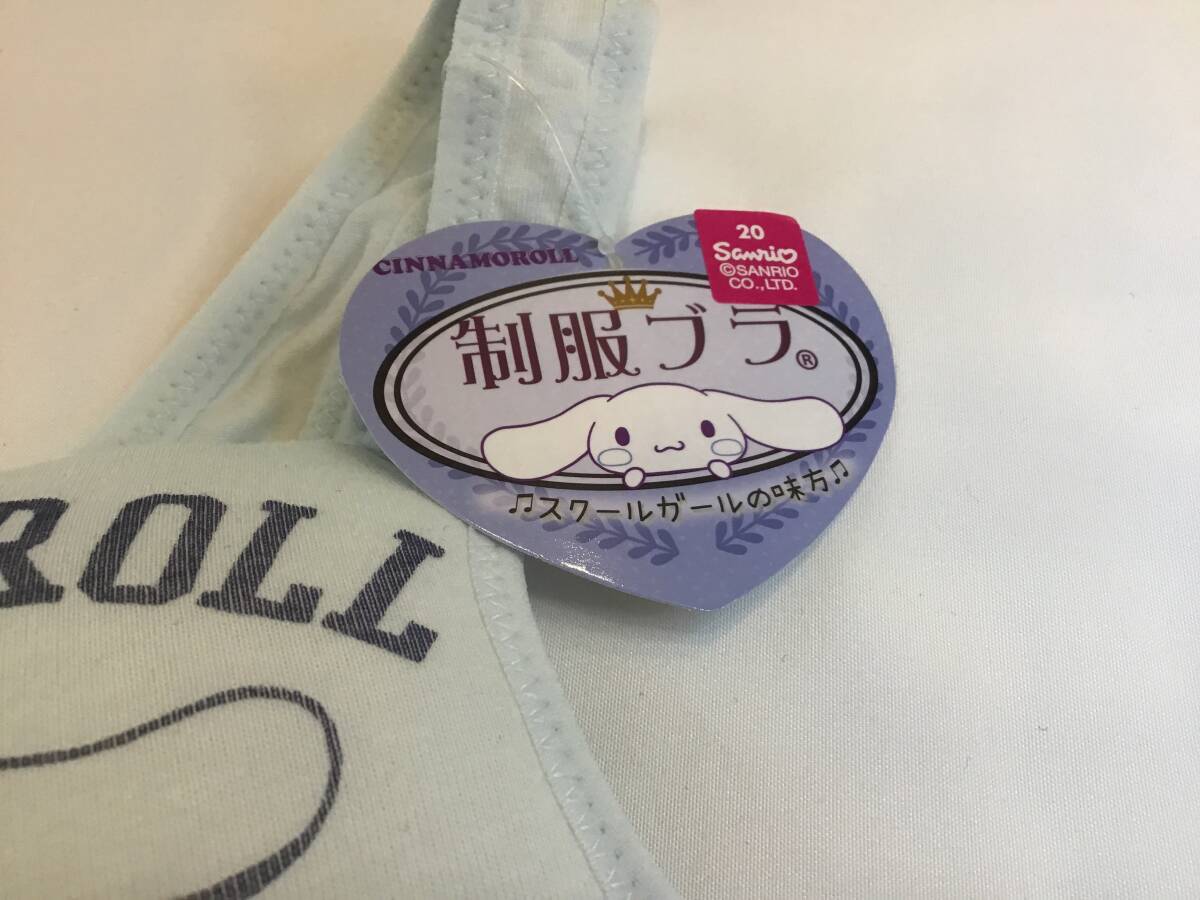 CINNAMOROLL
20
Sanrio
©SANRIO
CO.,LTD.
制服ブラ®
♫スクールガールの味方♫
ROLL